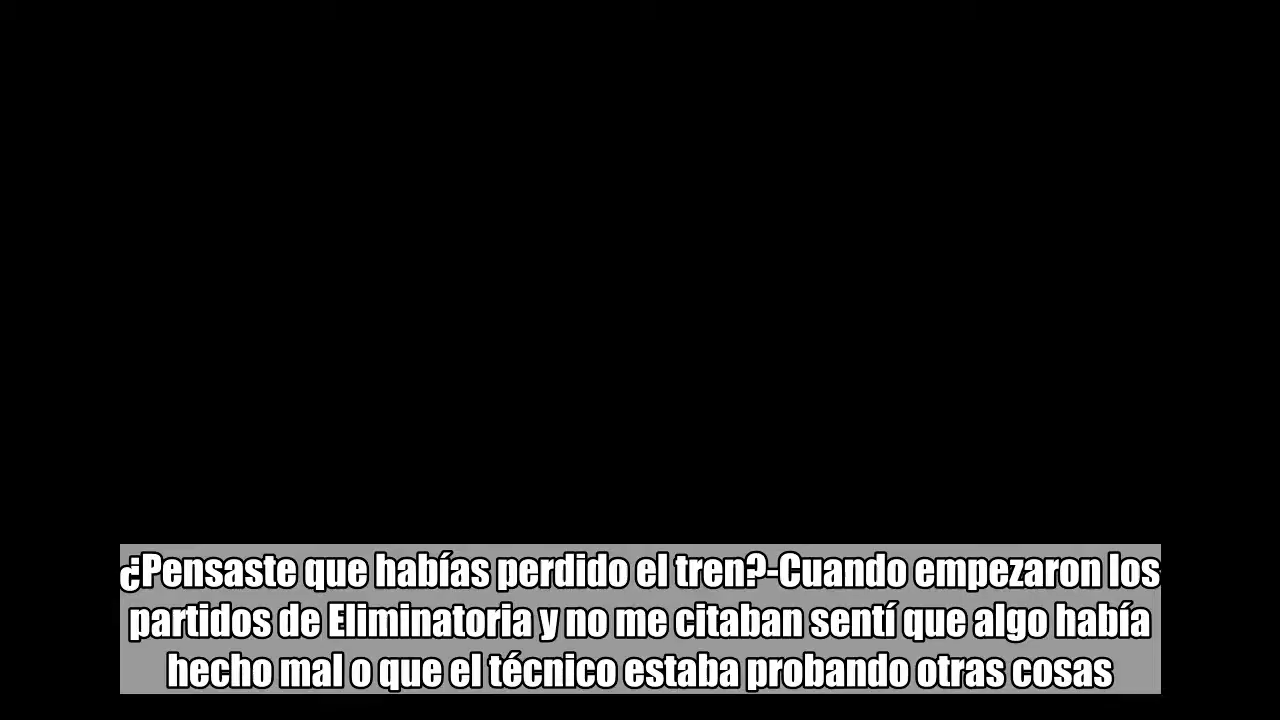 ¿Pensaste que habías perdido el tren?-Cuando empezaron los
partidos de Eliminatoria y no me citaban sentí que algo había
hecho mal o que el técnico estaba probando otras cosas